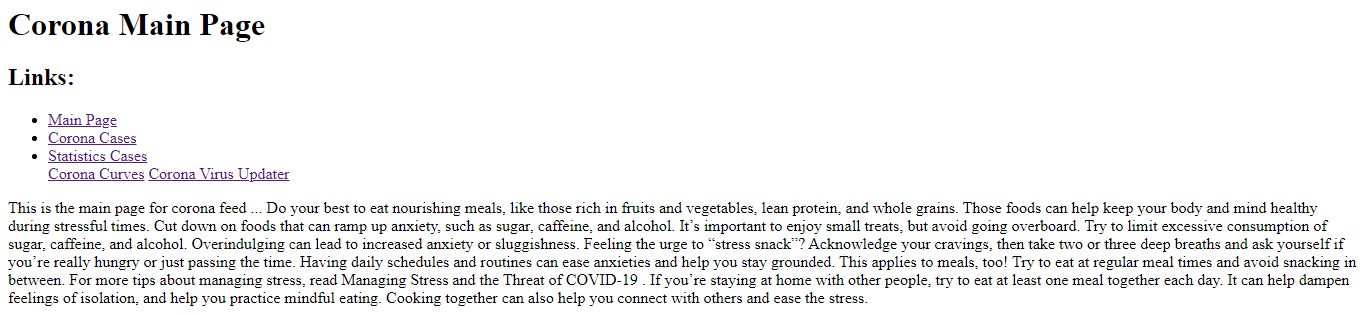 Corona Main Page
Links:
Main Page
Corona Cases
Statistics Cases
Corona Curves Corona Virus Updater
This is the main page for corona feed ... Do your best to eat nourishing meals, like those rich in fruits and vegetables, lean protein, and whole grains. Those foods can help keep your body and mind healthy
during stressful times. Cut down on foods that can ramp up anxiety, such as sugar, caffeine, and alcohol. It’s important to enjoy small treats, but avoid going overboard. Try to limit excessive consumption of
sugar, caffeine, and alcohol. Overindulging can lead to increased anxiety or sluggishness. Feeling the urge to “stress snack”? Acknowledge your cravings, then take two or three deep breaths and ask yourself if
you’re really hungry or just passing the time. Having daily schedules and routines can ease anxieties and help you stay grounded. This applies to meals, too! Try to eat at regular meal times and avoid snacking in
between. For more tips about managing stress, read Managing Stress and the Threat of COVID-19 . If you’re staying at home with other people, try to eat at least one meal together each day. It can help dampen
feelings of isolation, and help you practice mindful eating. Cooking together can also help you connect with others and ease the stress.